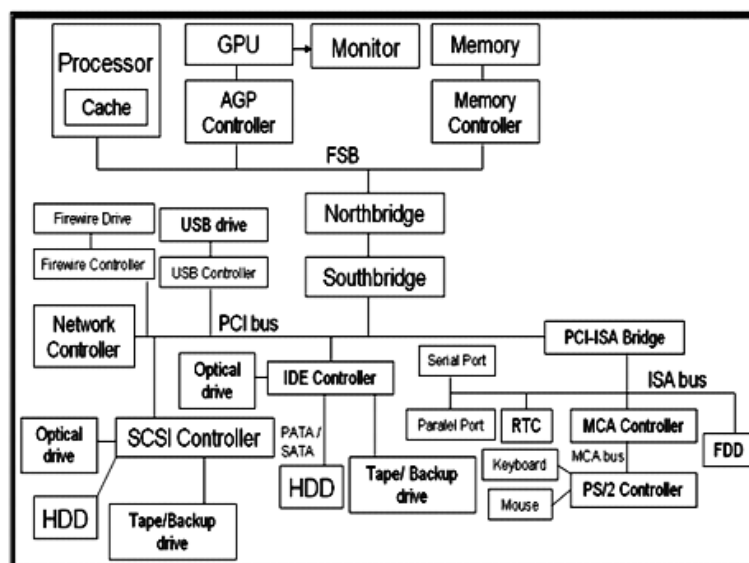 GPU
Monitor
Memory
Processor
Cache
AGP
Controller
Memory
Controller
FSB
Northbridge
Firewire Drive
USB drive
Firewire Controller
USB Controller
Southbridge
PCI bus
Network
Controller
PCI-ISA Bridge
Serial Port
ISA bus
Optical
drive
IDE Controller
Paralel Port
RTC
MCA Controller
FDD
Optical
drive
SCSI Controller
PATA /
SATA
HDD
Tape/ Backup
drive
MCA bus
Keyboard
PS/2 Controller
Mouse
HDD
Tape/Backup
drive